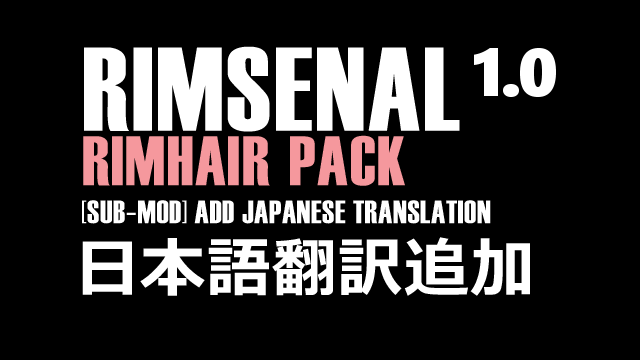 RIMSENAL 1.0
RIMHAIR PACK
[SUB-MOD] ADD JAPANESE TRANSLATION
日本語翻訳追加